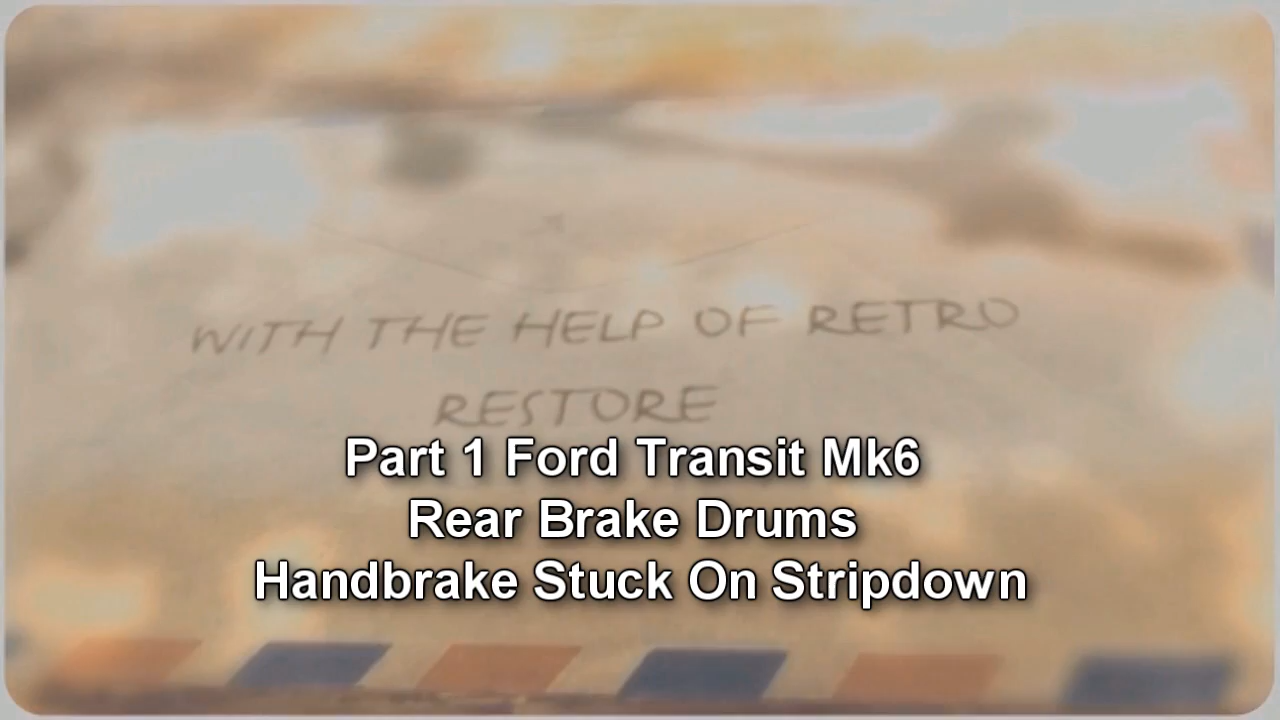 WITH THE HELP OF RETRO
RESTORE
Part 1 Ford Transit Mk6
Rear Brake Drums
Handbrake Stuck On Stripdown